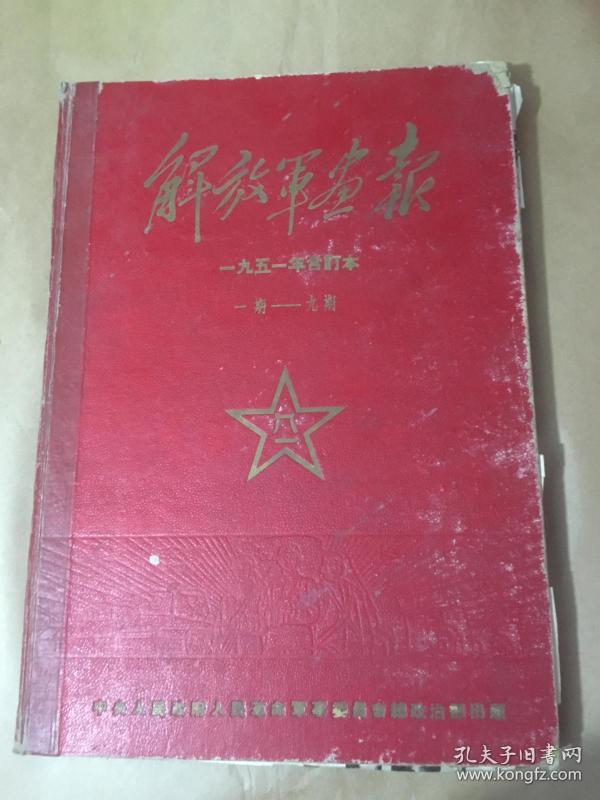 解放軍画報
一九五一年合訂本
一期——九期
八一
中央人民政府人民革命軍事委員會總政治部出版
孔夫子旧书网
www.kongfz.com